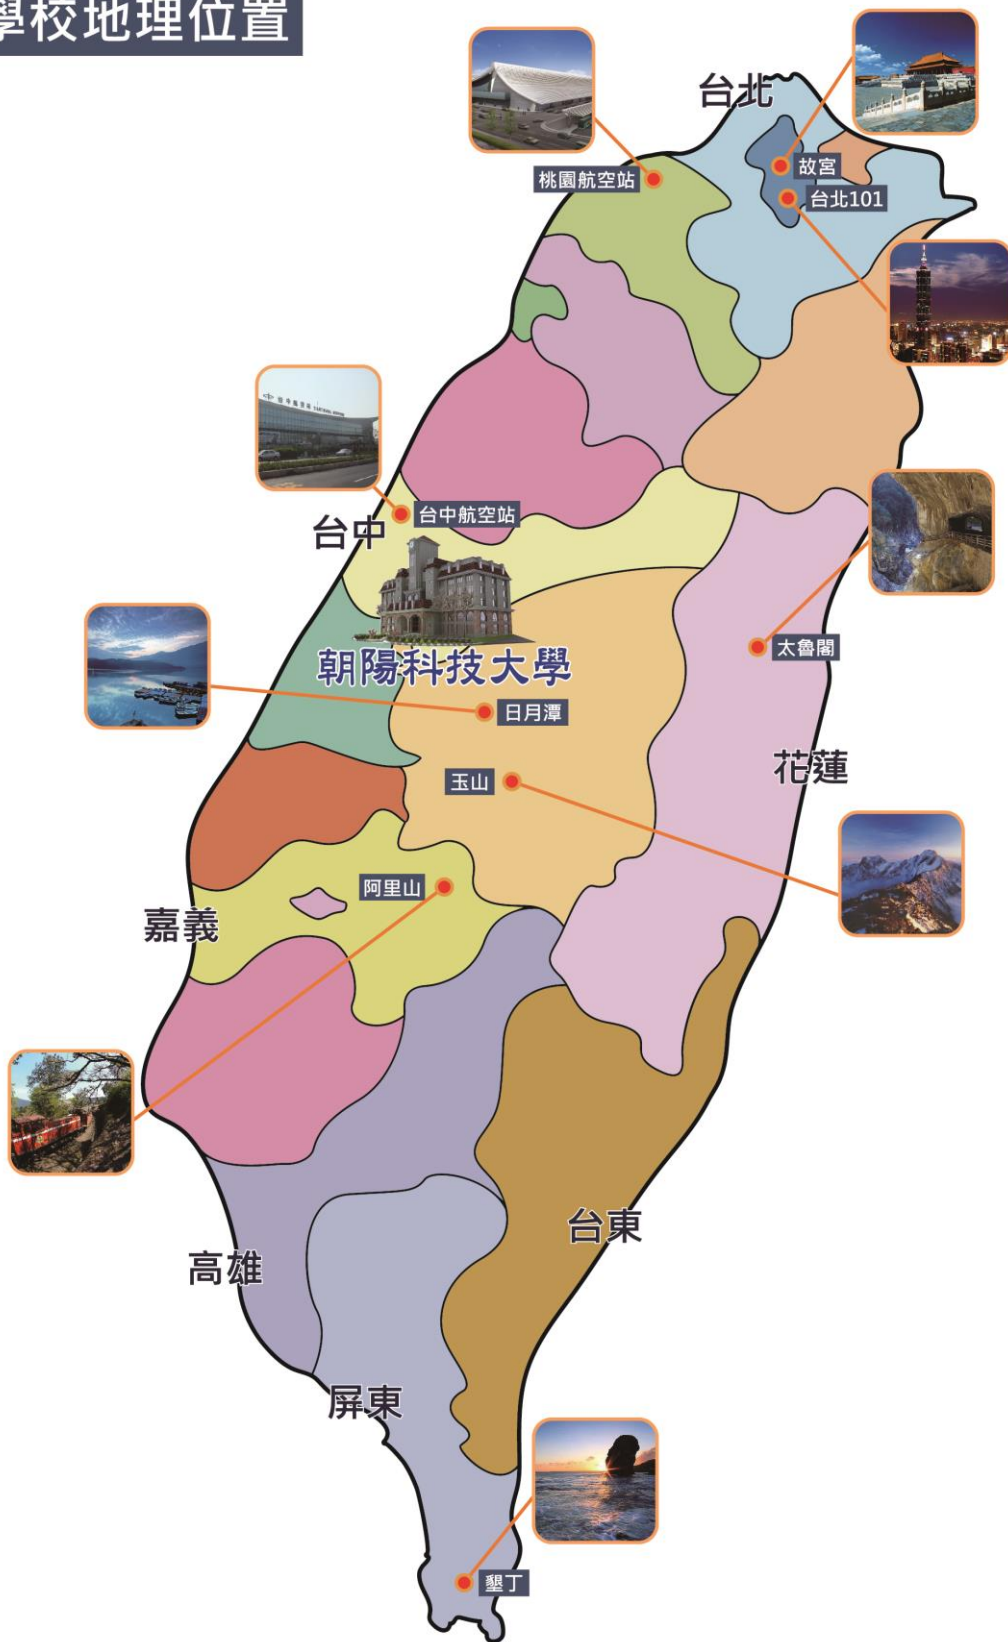 學校地理位置
台北
故宮
桃園航空站
台北101
台中航空站
台中
朝陽科技大學
太魯閣
日月潭
花蓮
玉山
阿里山
嘉義
台東
高雄
屏東
墾丁